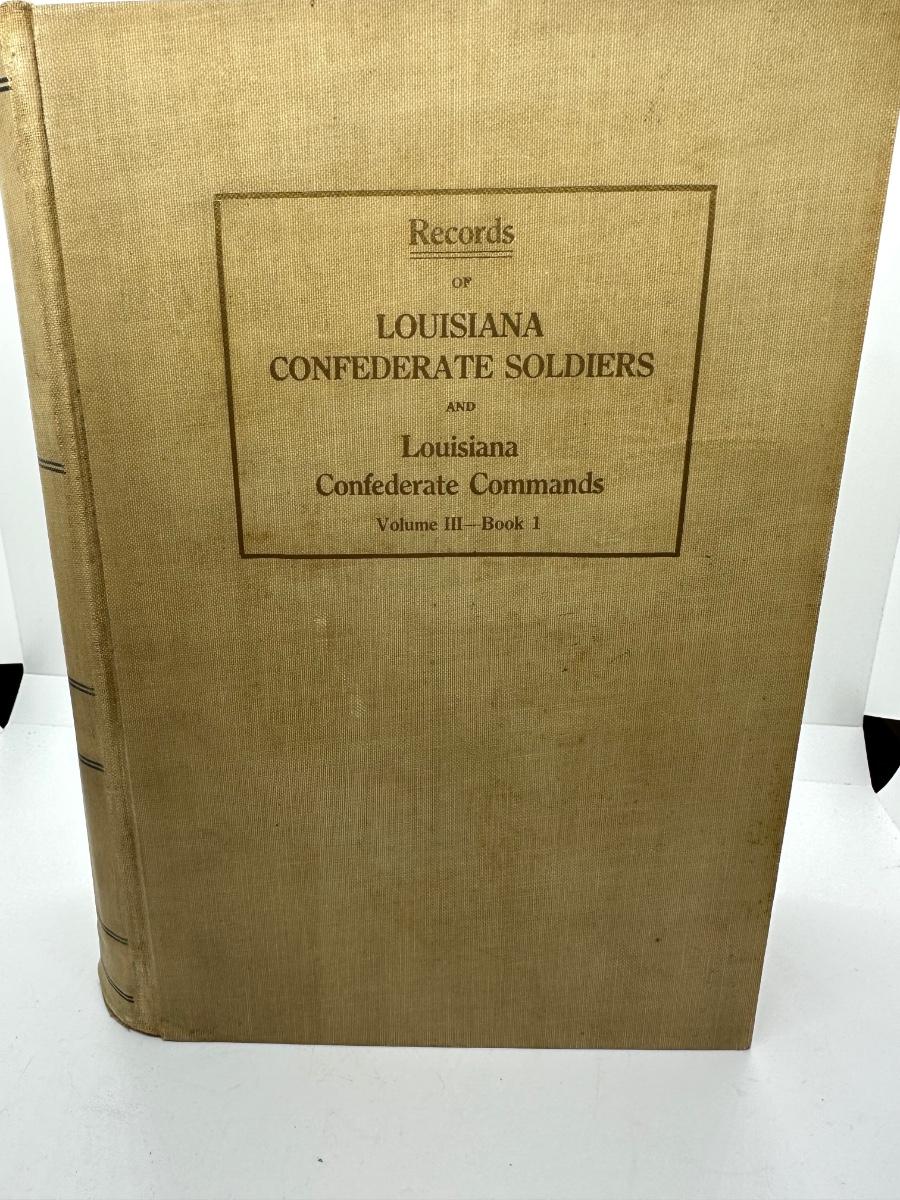 Records
OF
LOUISIANA
CONFEDERATE SOLDIERS
AND
Louisiana
Confederate Commands
Volume III—Book 1